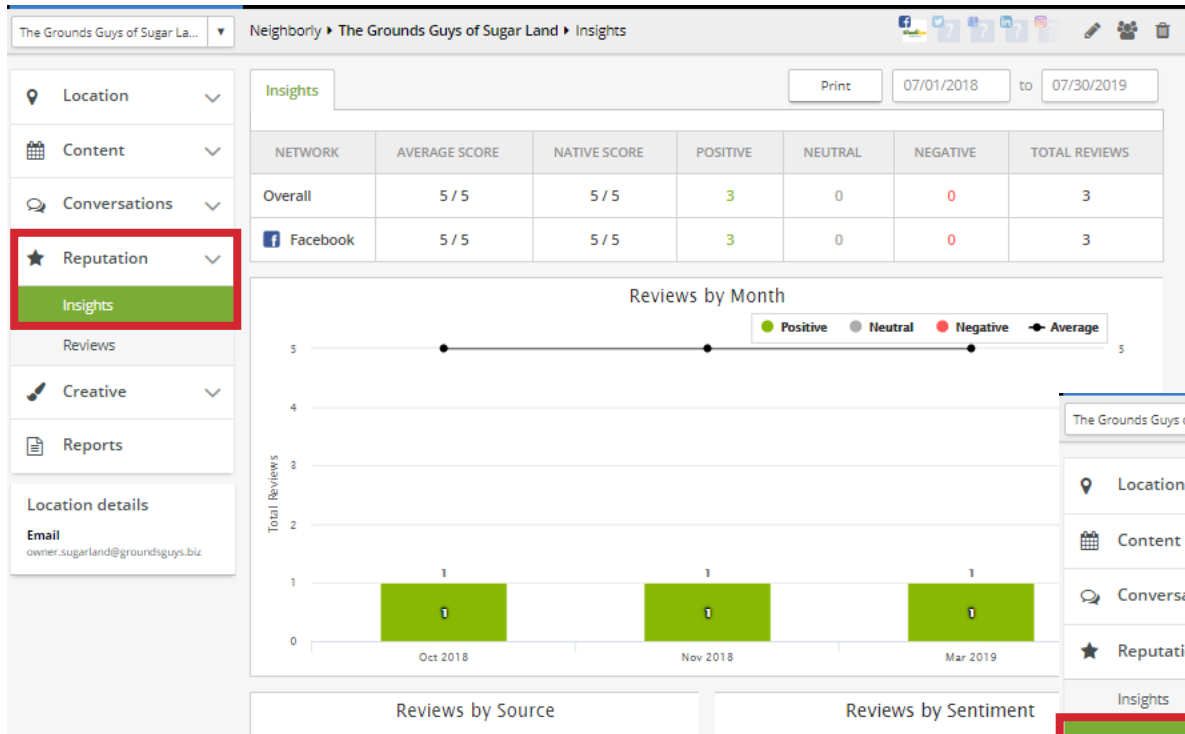 The Grounds Guys of Sugar La... ▼
Neighborly ▸ The Grounds Guys of Sugar Land ▸ Insights
Location
Content
Conversations
Reputation
Insights
Reviews
Creative
Reports
Location details
Email
owner.sugarland@groundsguys.biz
Insights
Print
07/01/2018 to 07/30/2019
NETWORK AVERAGE SCORE NATIVE SCORE POSITIVE NEUTRAL NEGATIVE TOTAL REVIEWS
Overall 5 / 5 5 / 5 3 0 0 3
Facebook 5 / 5 5 / 5 3 0 0 3
Reviews by Month
Positive Neutral Negative Average
5 5
4
3
2
1
0
Total Reviews
1 1 1
1 1 1
Oct 2018 Nov 2018 Mar 2019
Reviews by Source
Reviews by Sentiment
The Grounds Guys
Location
Content
Conversa
Reputati
Insights